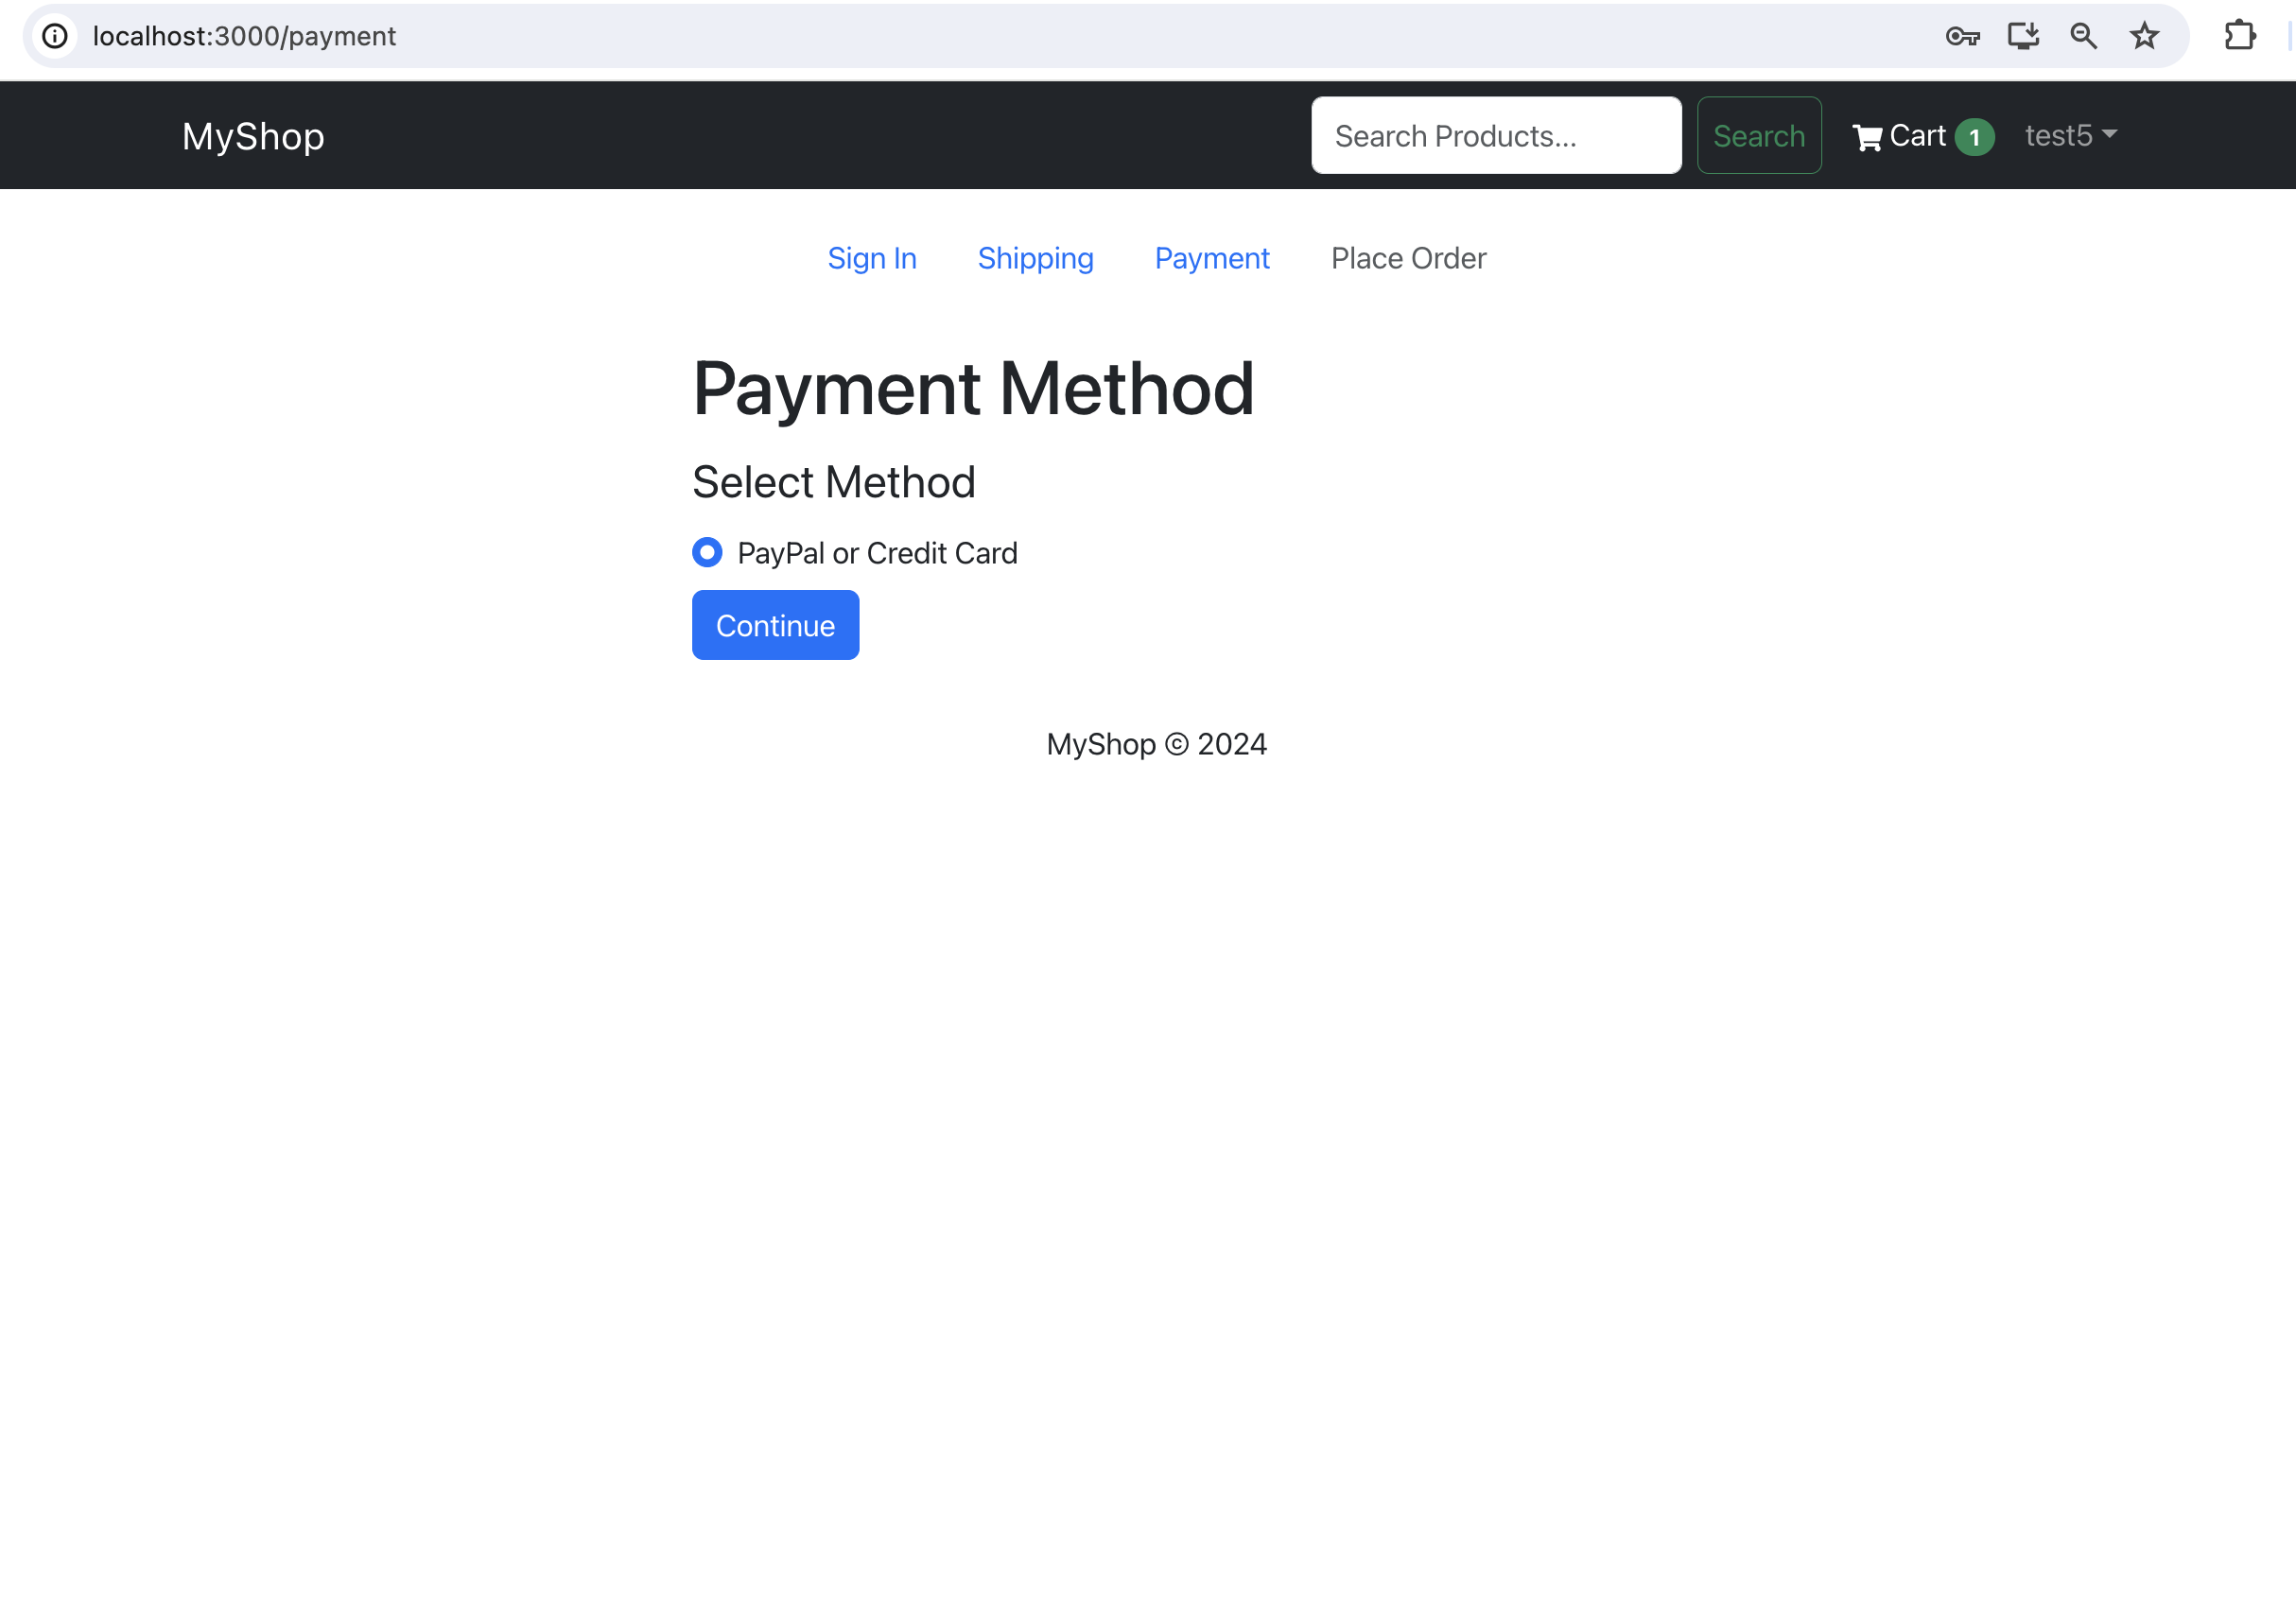 localhost:3000/payment
MyShop Search Products... Search Cart 1 test5
Sign In Shipping Payment Place Order
Payment Method
Select Method
PayPal or Credit Card
Continue
MyShop © 2024